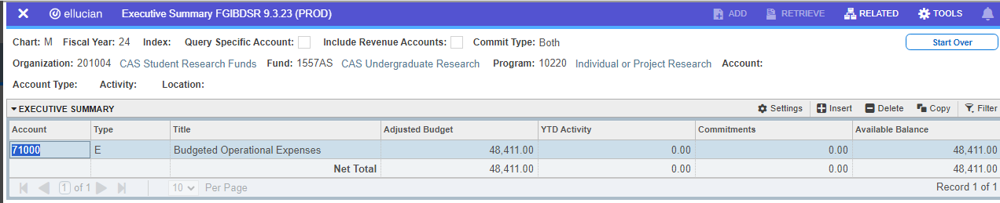 ellucian Executive Summary FGIBDSR 9.3.23 (PROD) ADD RETRIEVE RELATED TOOLS
Chart: M Fiscal Year: 24 Index: Query Specific Account: Include Revenue Accounts: Commit Type: Both Start Over
Organization: 201004 CAS Student Research Funds Fund: 1557AS CAS Undergraduate Research Program: 10220 Individual or Project Research Account:
Account Type: Activity: Location:
EXECUTIVE SUMMARY Settings Insert Delete Copy Filter
Account Type Title Adjusted Budget YTD Activity Commitments Available Balance
71000 E Budgeted Operational Expenses 48,411.00 0.00 0.00 48,411.00
Net Total 48,411.00 0.00 0.00 48,411.00
1 of 1 10 Per Page Record 1 of 1